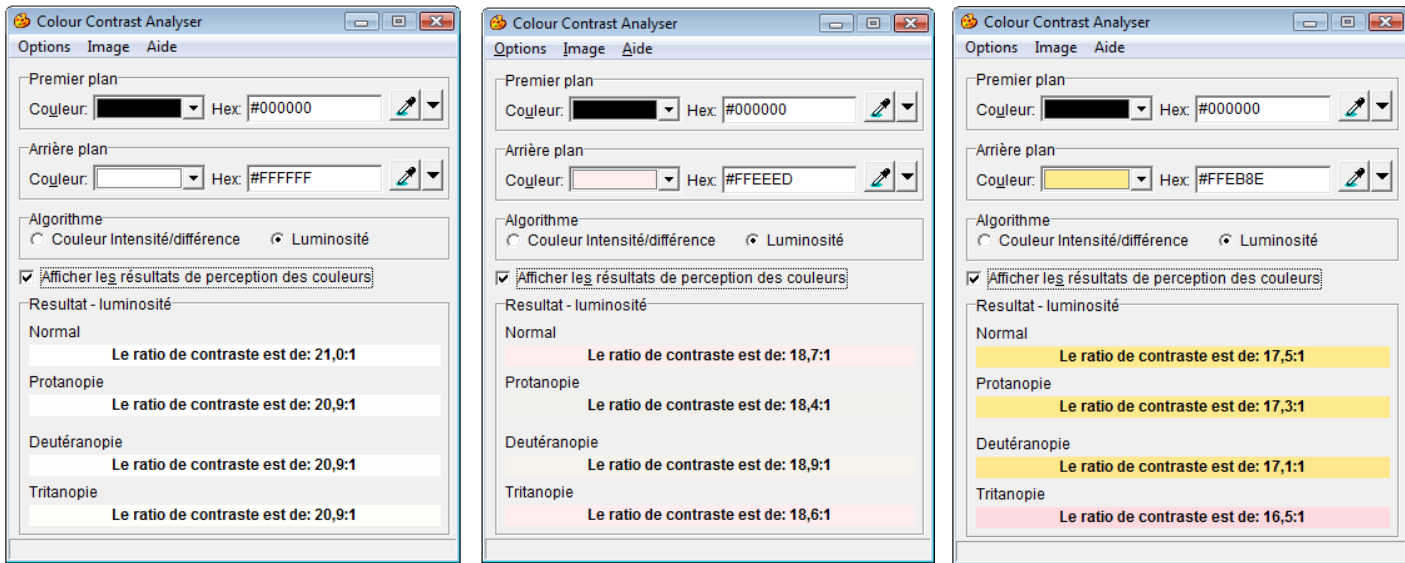 Colour Contrast Analyser
Options Image Aide
Premier plan
Couleur: Hex: #000000
Arrière plan
Couleur: Hex: #FFFFFF
Algorithme
Couleur Intensité/différence Luminosité
Afficher les résultats de perception des couleurs
Resultat - luminosité
Normal
Le ratio de contraste est de: 21,0:1
Protanopie
Le ratio de contraste est de: 20,9:1
Deutéranopie
Le ratio de contraste est de: 20,9:1
Tritanopie
Le ratio de contraste est de: 20,9:1
Colour Contrast Analyser
Options Image Aide
Premier plan
Couleur: Hex: #000000
Arrière plan
Couleur: Hex: #FFEEED
Algorithme
Couleur Intensité/différence Luminosité
Afficher les résultats de perception des couleurs
Resultat - luminosité
Normal
Le ratio de contraste est de: 18,7:1
Protanopie
Le ratio de contraste est de: 18,4:1
Deutéranopie
Le ratio de contraste est de: 18,9:1
Tritanopie
Le ratio de contraste est de: 18,6:1
Colour Contrast Analyser
Options Image Aide
Premier plan
Couleur: Hex: #000000
Arrière plan
Couleur: Hex: #FFEB8E
Algorithme
Couleur Intensité/différence Luminosité
Afficher les résultats de perception des couleurs
Resultat - luminosité
Normal
Le ratio de contraste est de: 17,5:1
Protanopie
Le ratio de contraste est de: 17,3:1
Deutéranopie
Le ratio de contraste est de: 17,1:1
Tritanopie
Le ratio de contraste est de: 16,5:1